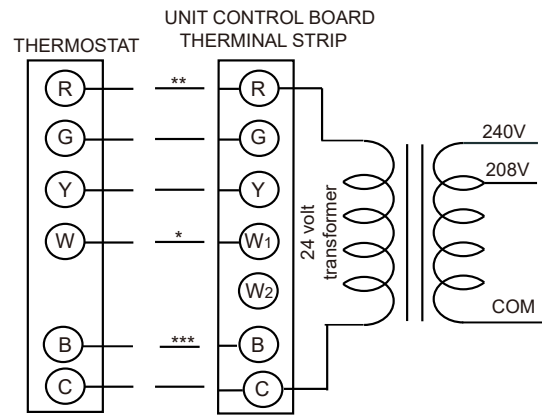 UNIT CONTROL BOARD
THERMINAL STRIP
THERMOSTAT
R ** R
G G
Y Y
W * W1
W2
B *** B
C C
24 volt
transformer
240V
208V
COM